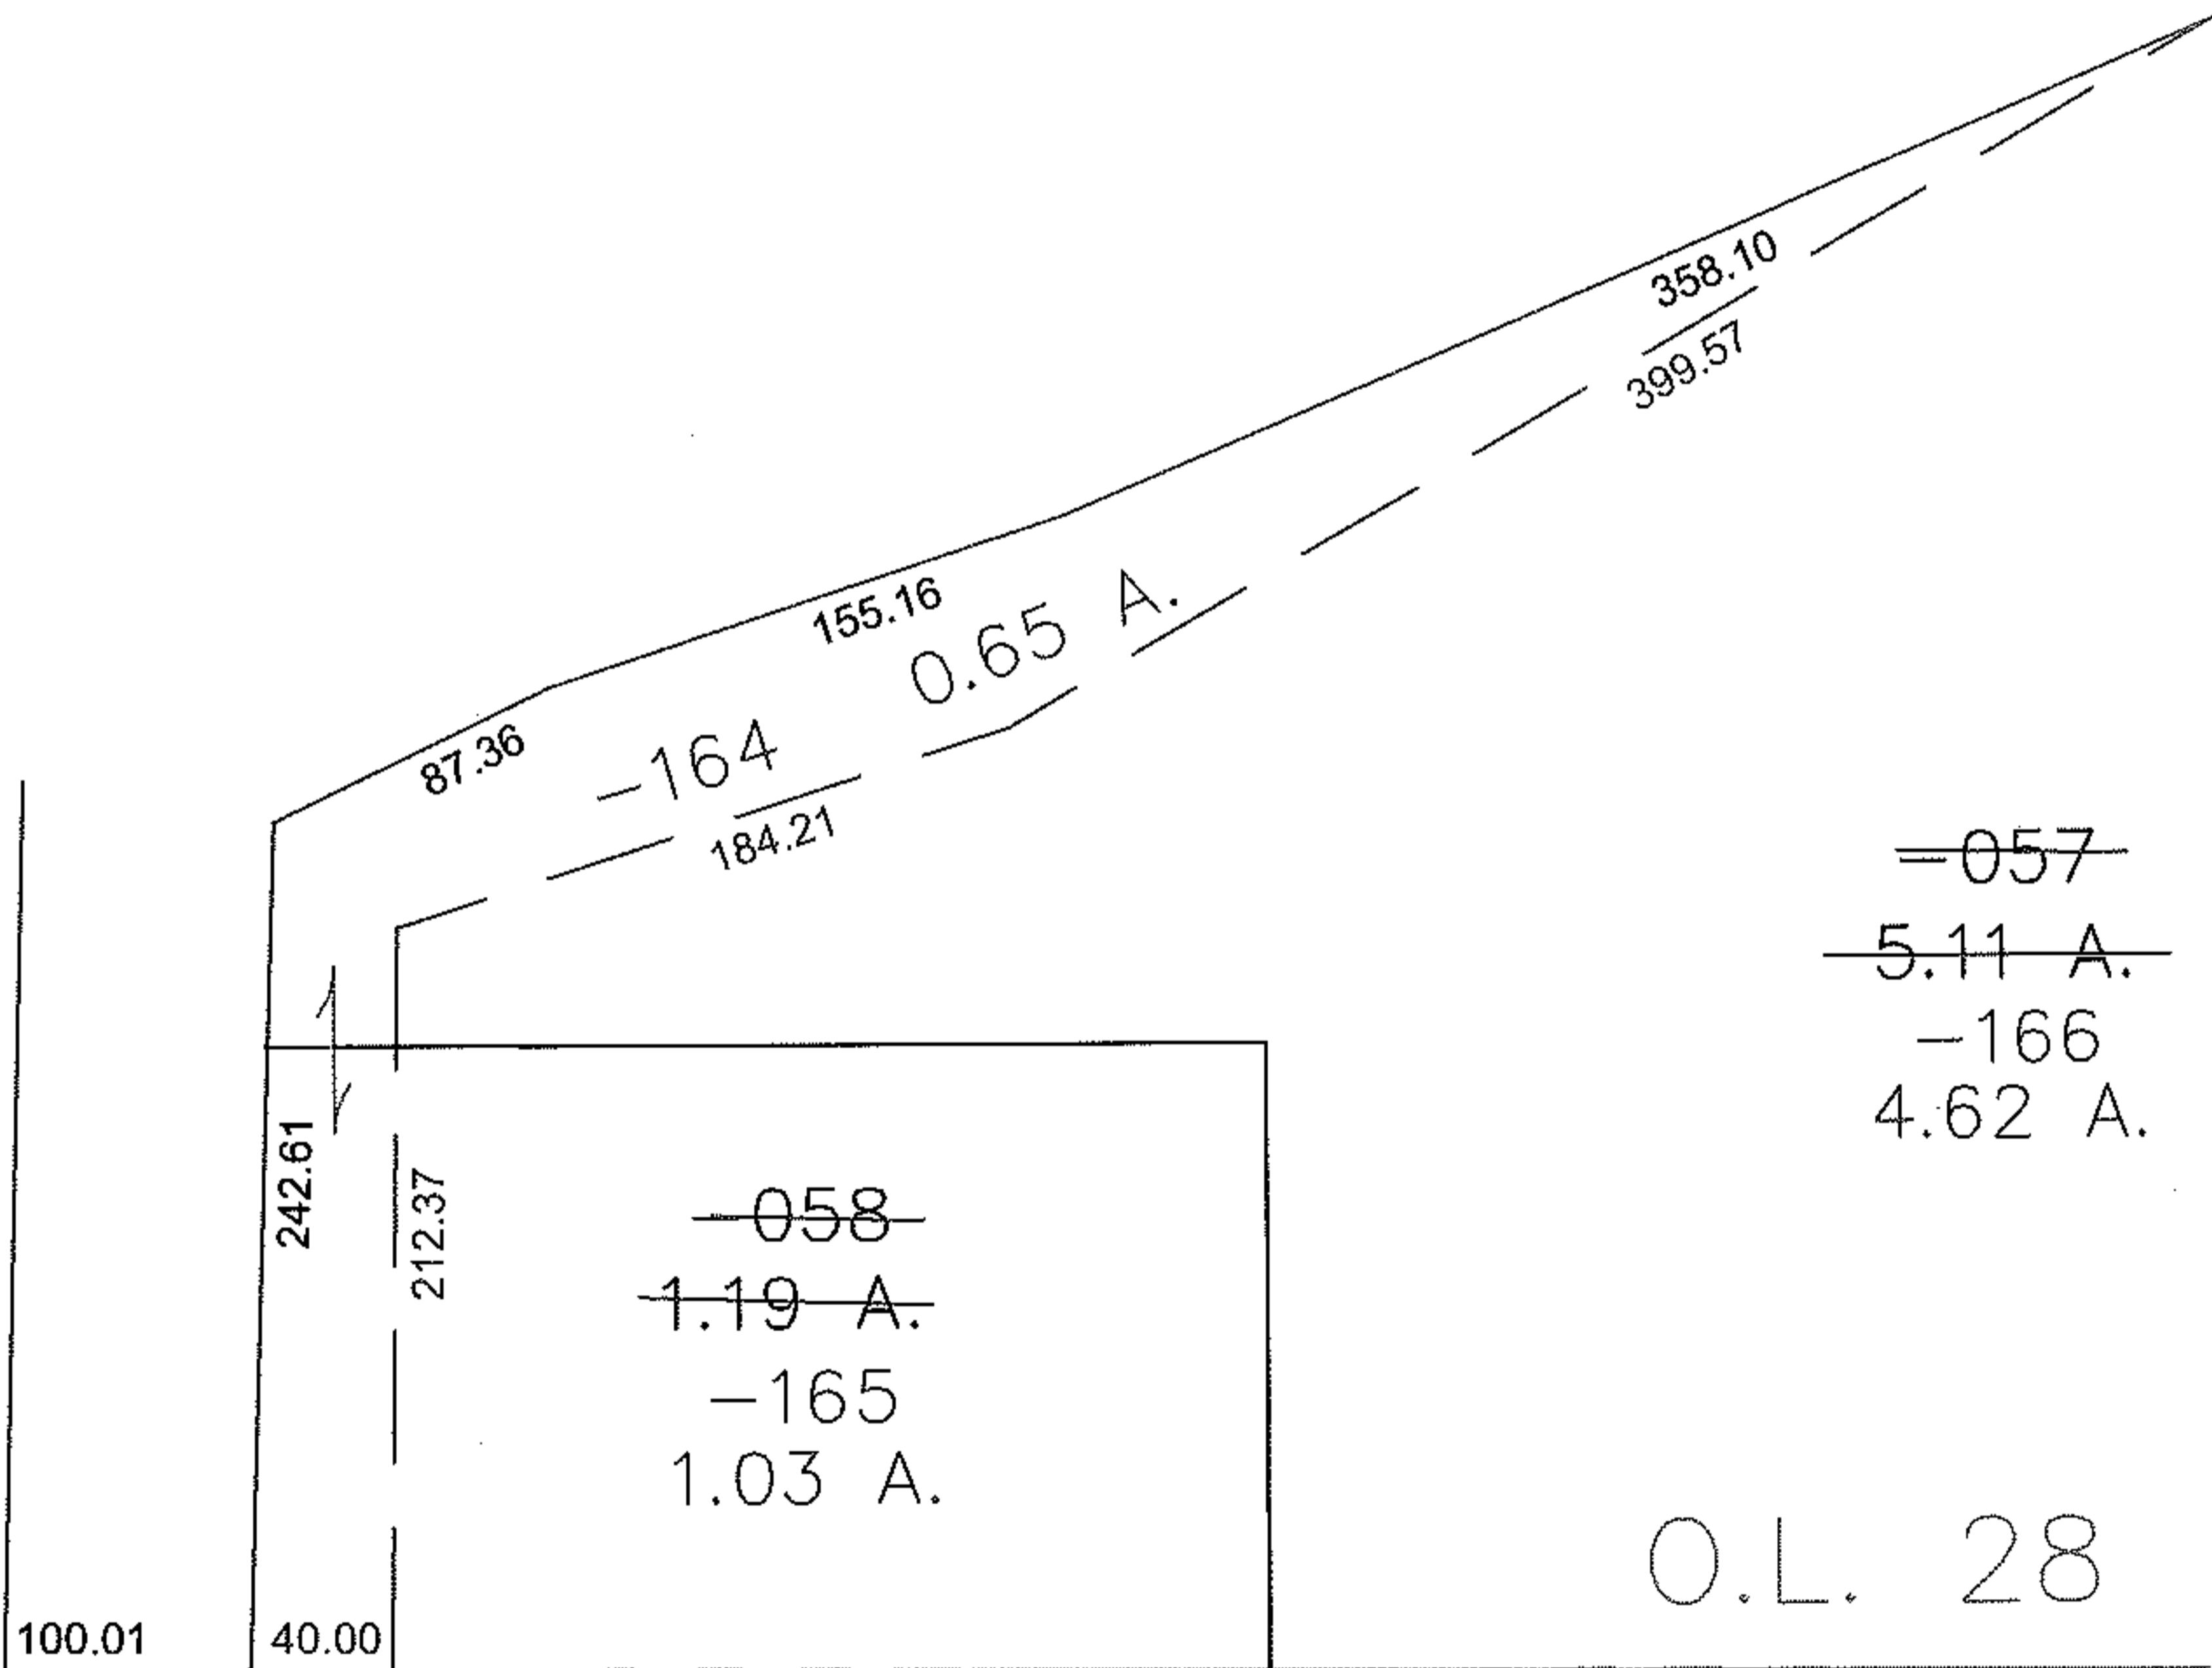 358.10
399.57
155.16
0.65 A.
87.36
-164
184.21
-057
5.11 A.
-166
4.62 A.
242.61
212.37
-058
1.19 A.
-165
1.03 A.
O.L. 28
100.01
40.00